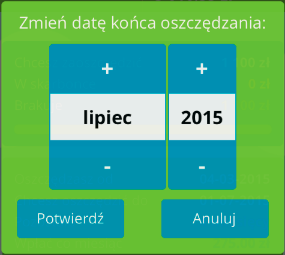 Zmień datę końca oszczędzania:
+ +
lipiec 2015
- -
Potwierdź Anuluj